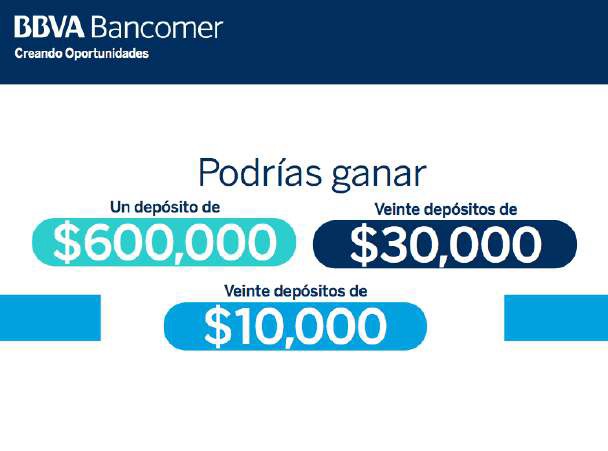 BBVA Bancomer
Creando Oportunidades
Podrías ganar
Un depósito de
$600,000
Veinte depósitos de
$30,000
Veinte depósitos de
$10,000